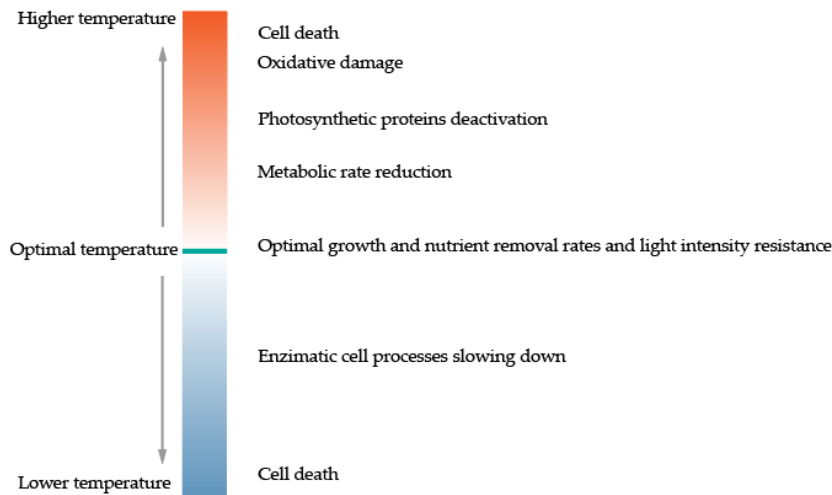 Higher temperature
Cell death
Oxidative damage
Photosynthetic proteins deactivation
Metabolic rate reduction
Optimal temperature
Optimal growth and nutrient removal rates and light intensity resistance
Enzimatic cell processes slowing down
Cell death
Lower temperature